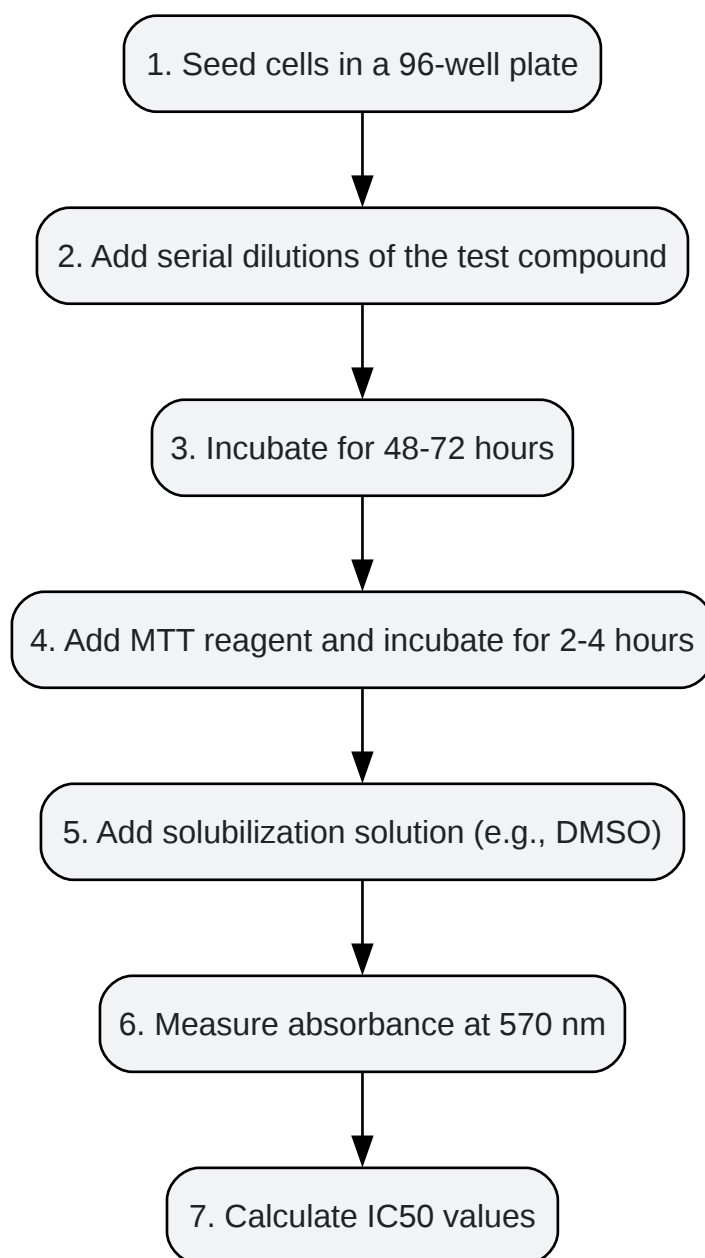 1. Seed cells in a 96-well plate
2. Add serial dilutions of the test compound
3. Incubate for 48-72 hours
4. Add MTT reagent and incubate for 2-4 hours
5. Add solubilization solution (e.g., DMSO)
6. Measure absorbance at 570 nm
7. Calculate IC50 values